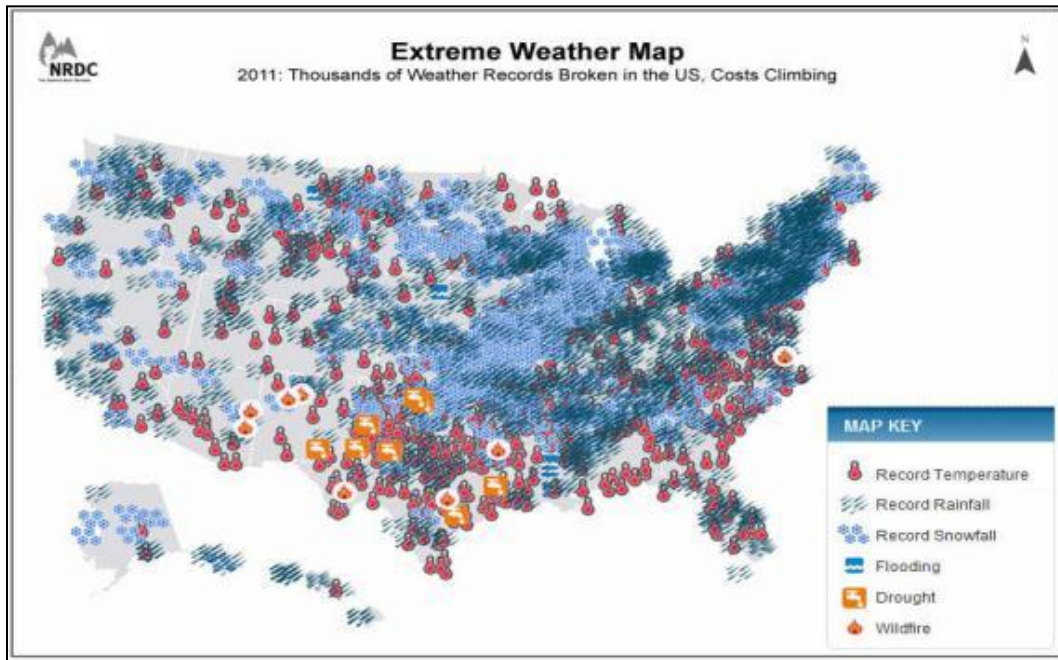 NRDC
Extreme Weather Map
2011: Thousands of Weather Records Broken in the US, Costs Climbing
N
MAP KEY
Record Temperature
Record Rainfall
Record Snowfall
Flooding
Drought
Wildfire